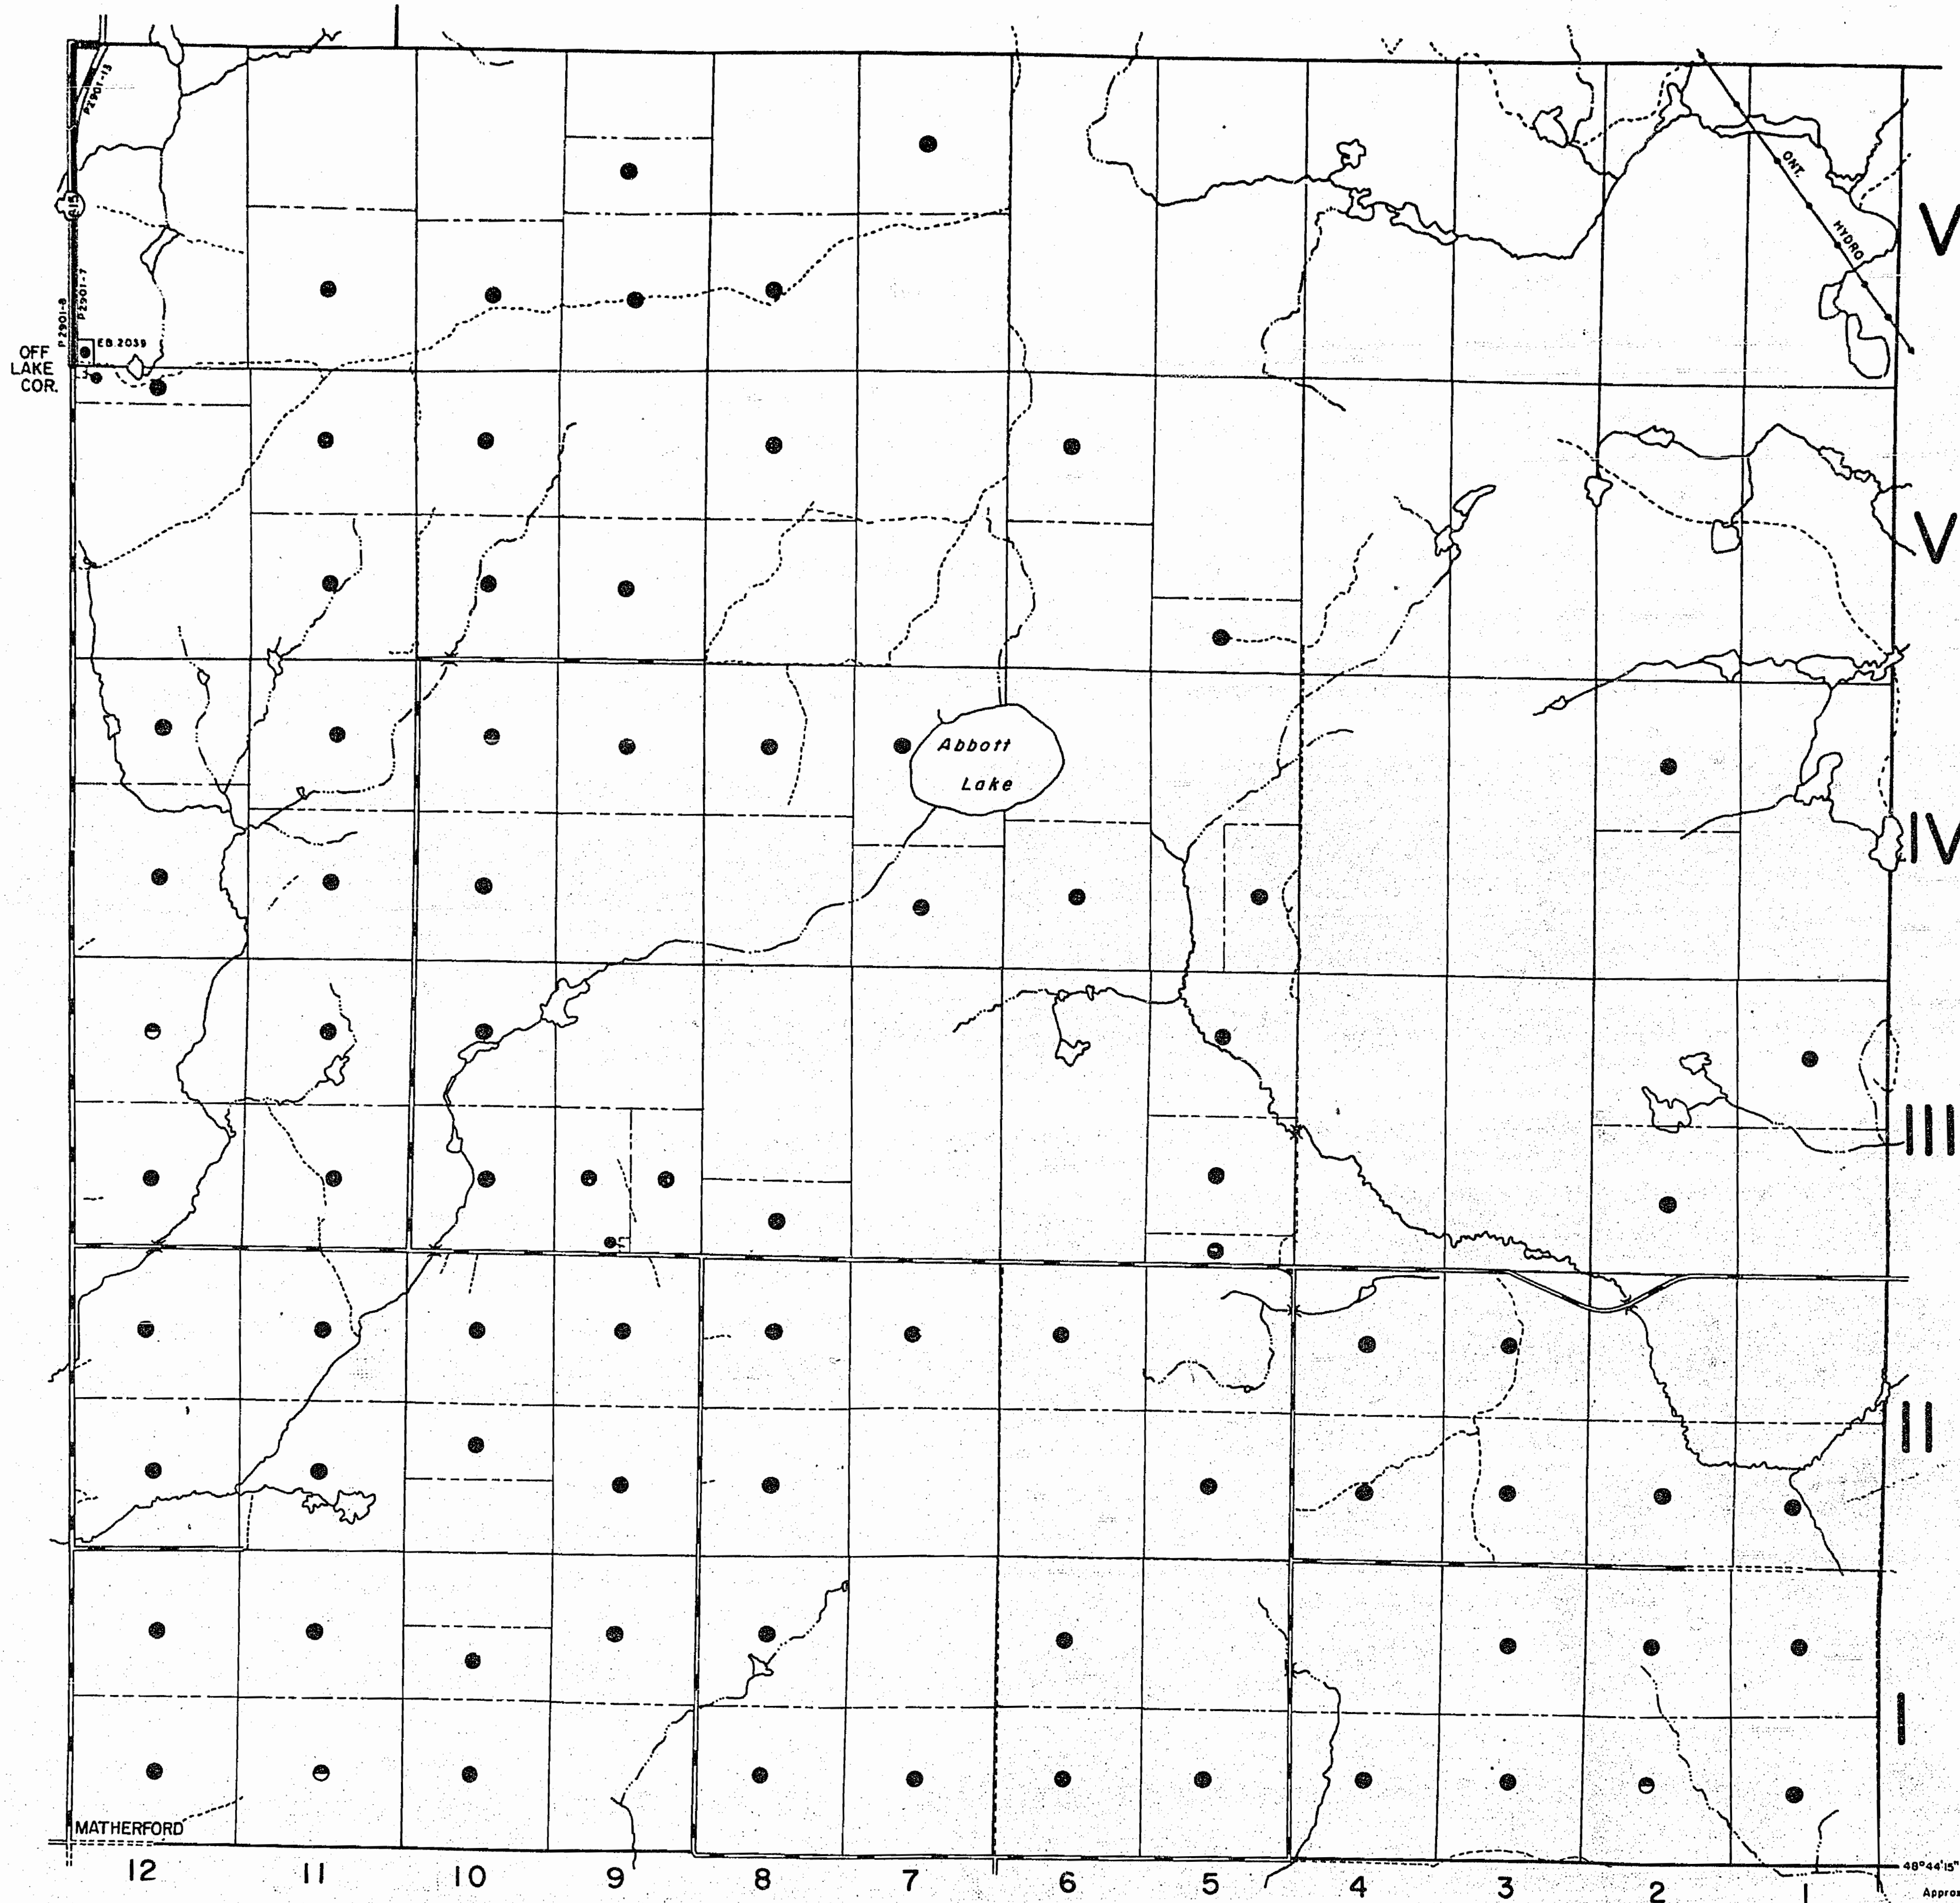 P2901-13
A15
P2901-8
P2901-7
EB.2039
OFF
LAKE
COR.
ONT. HYDRO
V
V
Abbott
Lake
IV
III
II
I
MATHERFORD
12 11 10 9 8 7 6 5 4 3 2 1
48°44'15"